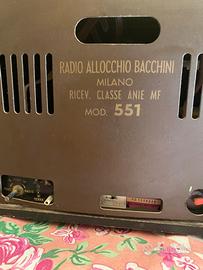 RADIO ALLOCCHIO BACCHINI
MILANO
RICEV. CLASSE ANIE MF
MOD. 551